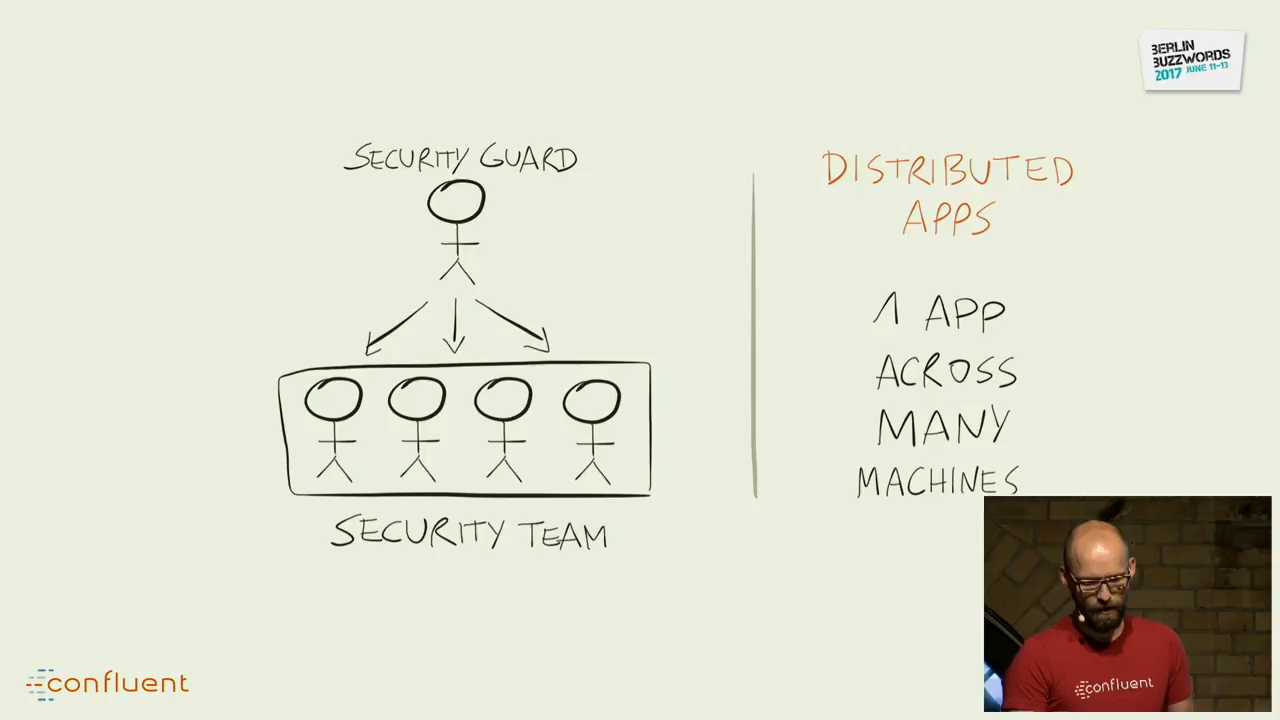 BERLIN
BUZZWORDS
2017 JUNE 11-13
SECURITY GUARD
SECURITY TEAM
DISTRIBUTED
APPS
1 APP
ACROSS
MANY
MACHINES
confluent
confluent